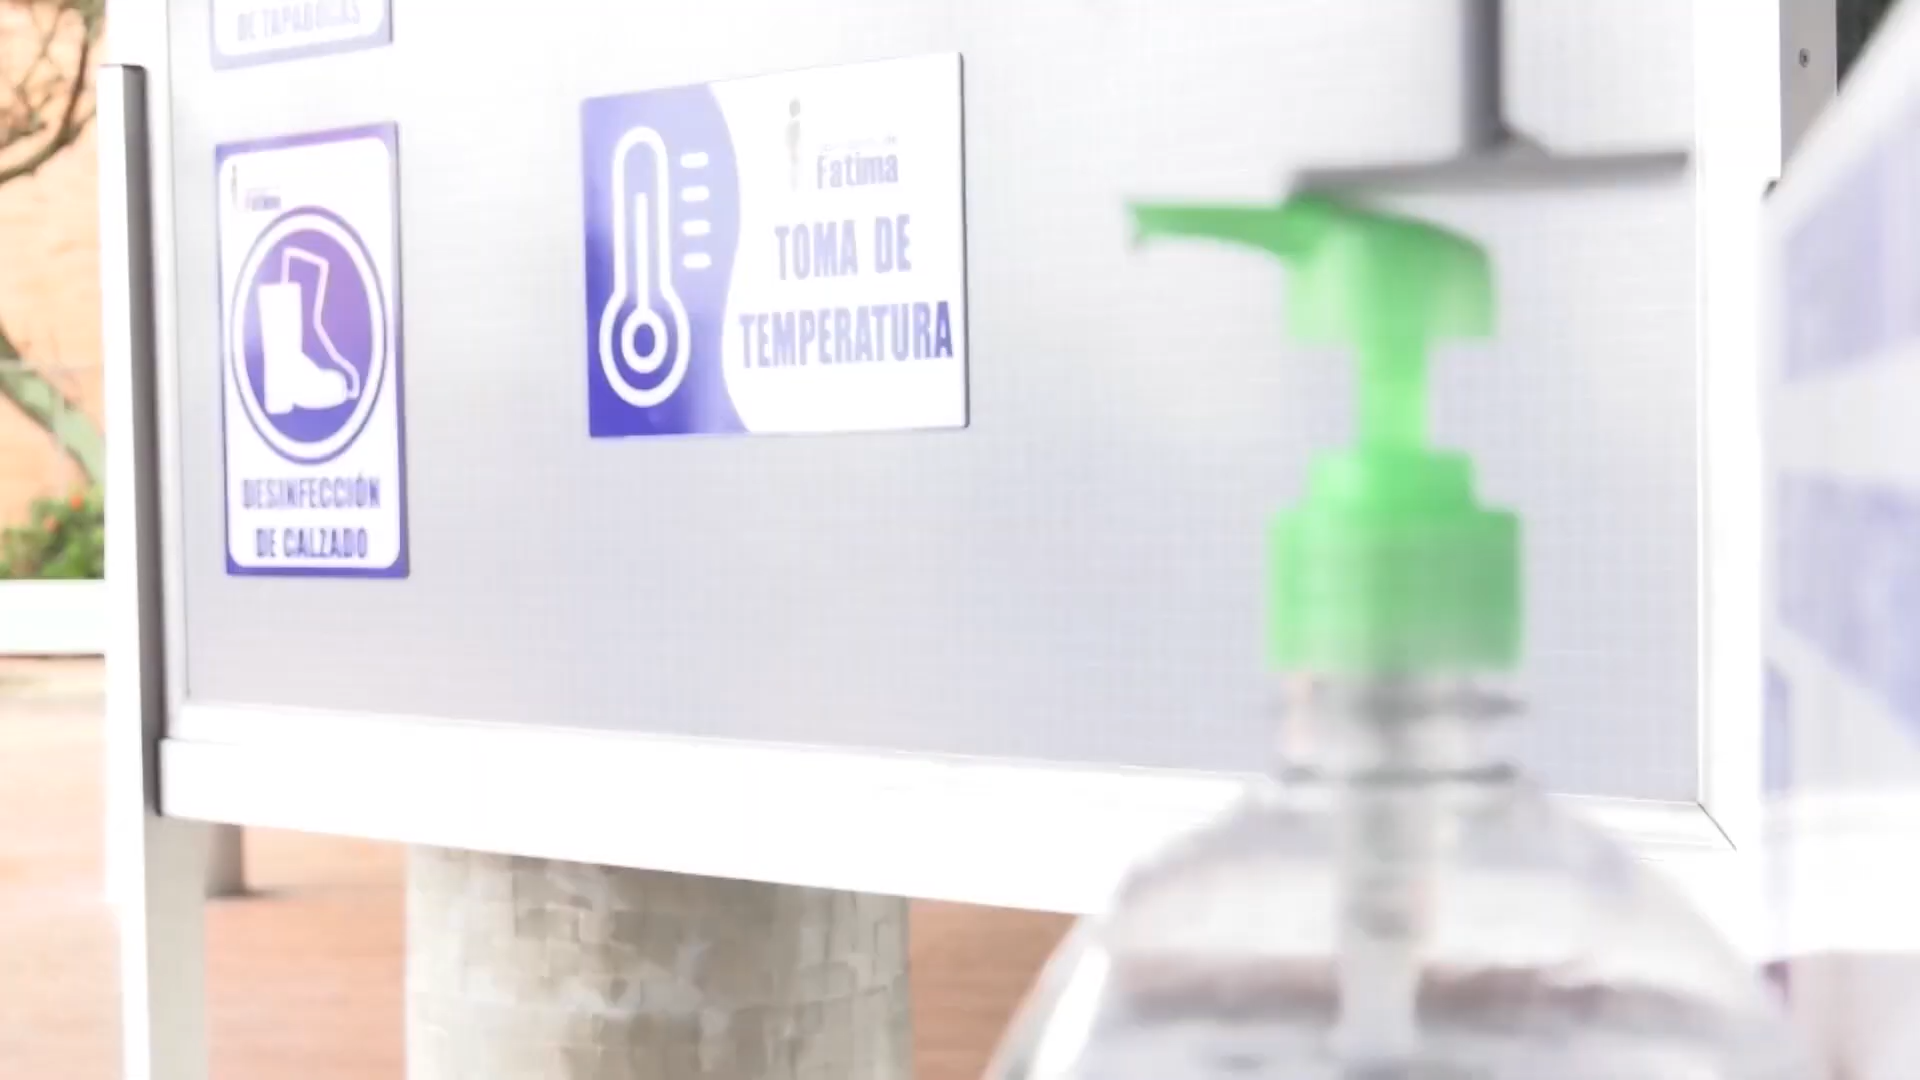 DE TAPABOCAS
Fatima
TOMA DE
TEMPERATURA
Fatima
DESINFECCIÓN
DE CALZADO